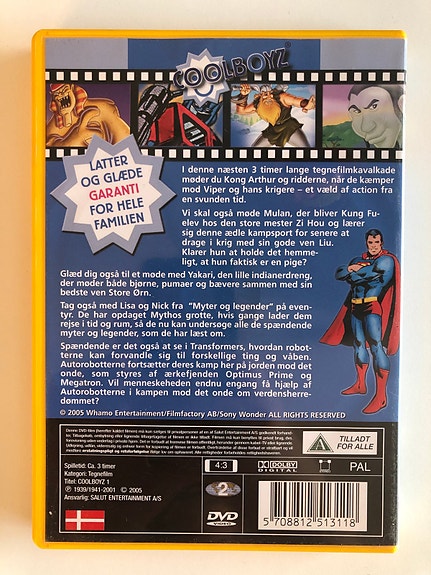 COOLBOYZ
LATTER
OG GLÆDE
GARANTI
FOR HELE
FAMILIEN
I denne næsten 3 timer lange tegnefilmkavalkade
møder du Kong Arthur og ridderne, når de kæmper
mod Viper og hans krigere – et væld af action fra
en svunden tid.
Vi skal også møde Mulan, der bliver Kung Fu-
elev hos den store mester Zi Hou og lærer
sig denne ædle kampsport for senere at
drage i krig med sin gode ven Liu.
Klarer hun at holde det hemme-
ligt, at hun faktisk er en pige?
Glæd dig også til et møde med Yakari, den lille indianerdreng,
der møder både bjørne, pumaer og bævere sammen med sin
bedste ven Store Ørn.
Tag også med Lisa og Nick fra "Myter og legender" på even-
tyr. De har opdaget Mythos grotte, hvis gange lader dem
rejse i tid og rum, så de nu kan undersøge alle de spændende
myter og legender, som de har læst om.
Spændende er det også at se i Transformers, hvordan robot-
terne kan forvandle sig til forskellige ting og våben.
Autorobotterne fortsætter deres kamp her på jorden mod det
onde, som styres af ærkefjenden Optimus Prime og
Megatron. Vil menneskeheden endnu engang få hjælp af
Autorobotterne i kampen mod det onde om verdensherre-
dømmet?
© 2005 Whamo Entertainment/Filmfactory AB/Sony Wonder ALL RIGHTS RESERVED
TILLADT
FOR ALLE
Spilletid: Ca. 3 timer
Kategori: Tegnefilm
Titel: COOLBOYZ 1
℗ 1939/1941-2001 © 2005
Ansvarlig: SALUT ENTERTAINMENT A/S
4:3
DOLBY
DIGITAL
PAL
2
DVD
VIDEO
5 708812 513118